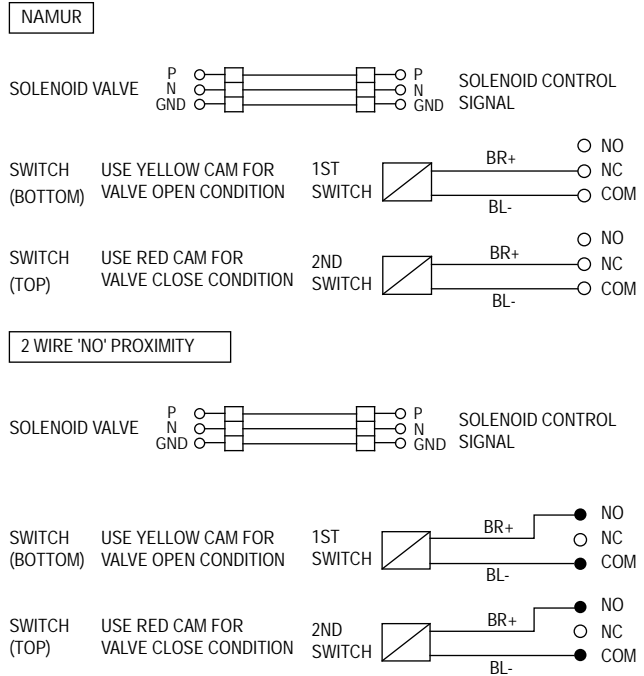 NAMUR
SOLENOID VALVE P N GND P N GND SOLENOID CONTROL SIGNAL
SWITCH (BOTTOM) USE YELLOW CAM FOR VALVE OPEN CONDITION 1ST SWITCH BR+ BL- NO NC COM
SWITCH (TOP) USE RED CAM FOR VALVE CLOSE CONDITION 2ND SWITCH BR+ BL- NO NC COM
2 WIRE 'NO' PROXIMITY
SOLENOID VALVE P N GND P N GND SOLENOID CONTROL SIGNAL
SWITCH (BOTTOM) USE YELLOW CAM FOR VALVE OPEN CONDITION 1ST SWITCH BR+ BL- NO NC COM
SWITCH (TOP) USE RED CAM FOR VALVE CLOSE CONDITION 2ND SWITCH BR+ BL- NO NC COM